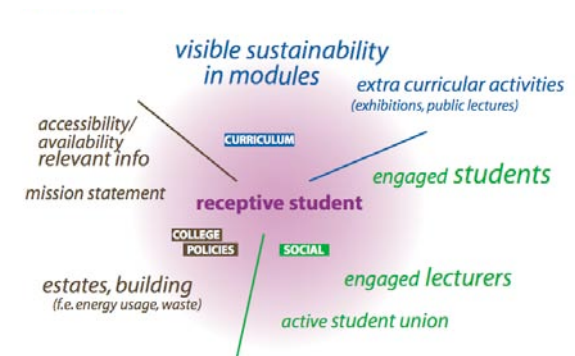 visible sustainability
in modules
extra curricular activities
(exhibitions, public lectures)
accessibility/
availability
relevant info
CURRICULUM
engaged students
mission statement
receptive student
COLLEGE
POLICIES
SOCIAL
estates, building
(f.e. energy usage, waste)
engaged lecturers
active student union